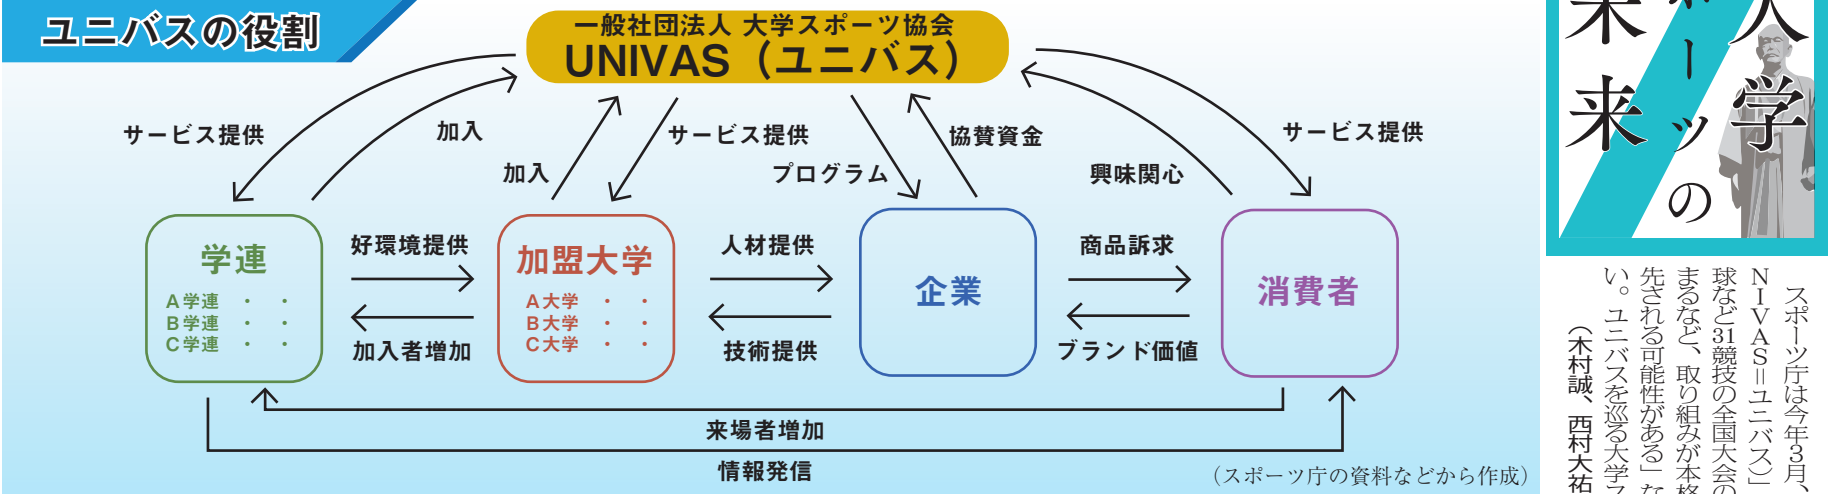 ユニバスの役割
一般社団法人 大学スポーツ協会
UNIVAS（ユニバス）
サービス提供
加入
加入
サービス提供
プログラム
協賛資金
興味関心
サービス提供
学連
A学連 ・ ・
B学連 ・ ・
C学連 ・ ・
好環境提供
加入者増加
加盟大学
A大学 ・ ・
B大学 ・ ・
C大学 ・ ・
人材提供
技術提供
企業
商品訴求
ブランド価値
消費者
来場者増加
情報発信
（スポーツ庁の資料などから作成）
学
ーツの
未来
スポーツ庁は今年3月、
NIVAS＝ユニバス）」
球など31競技の全国大会の
まるなど、取り組みが本格
先される可能性がある」な
い。ユニバスを巡る大学ス
（木村誠、西村大祐